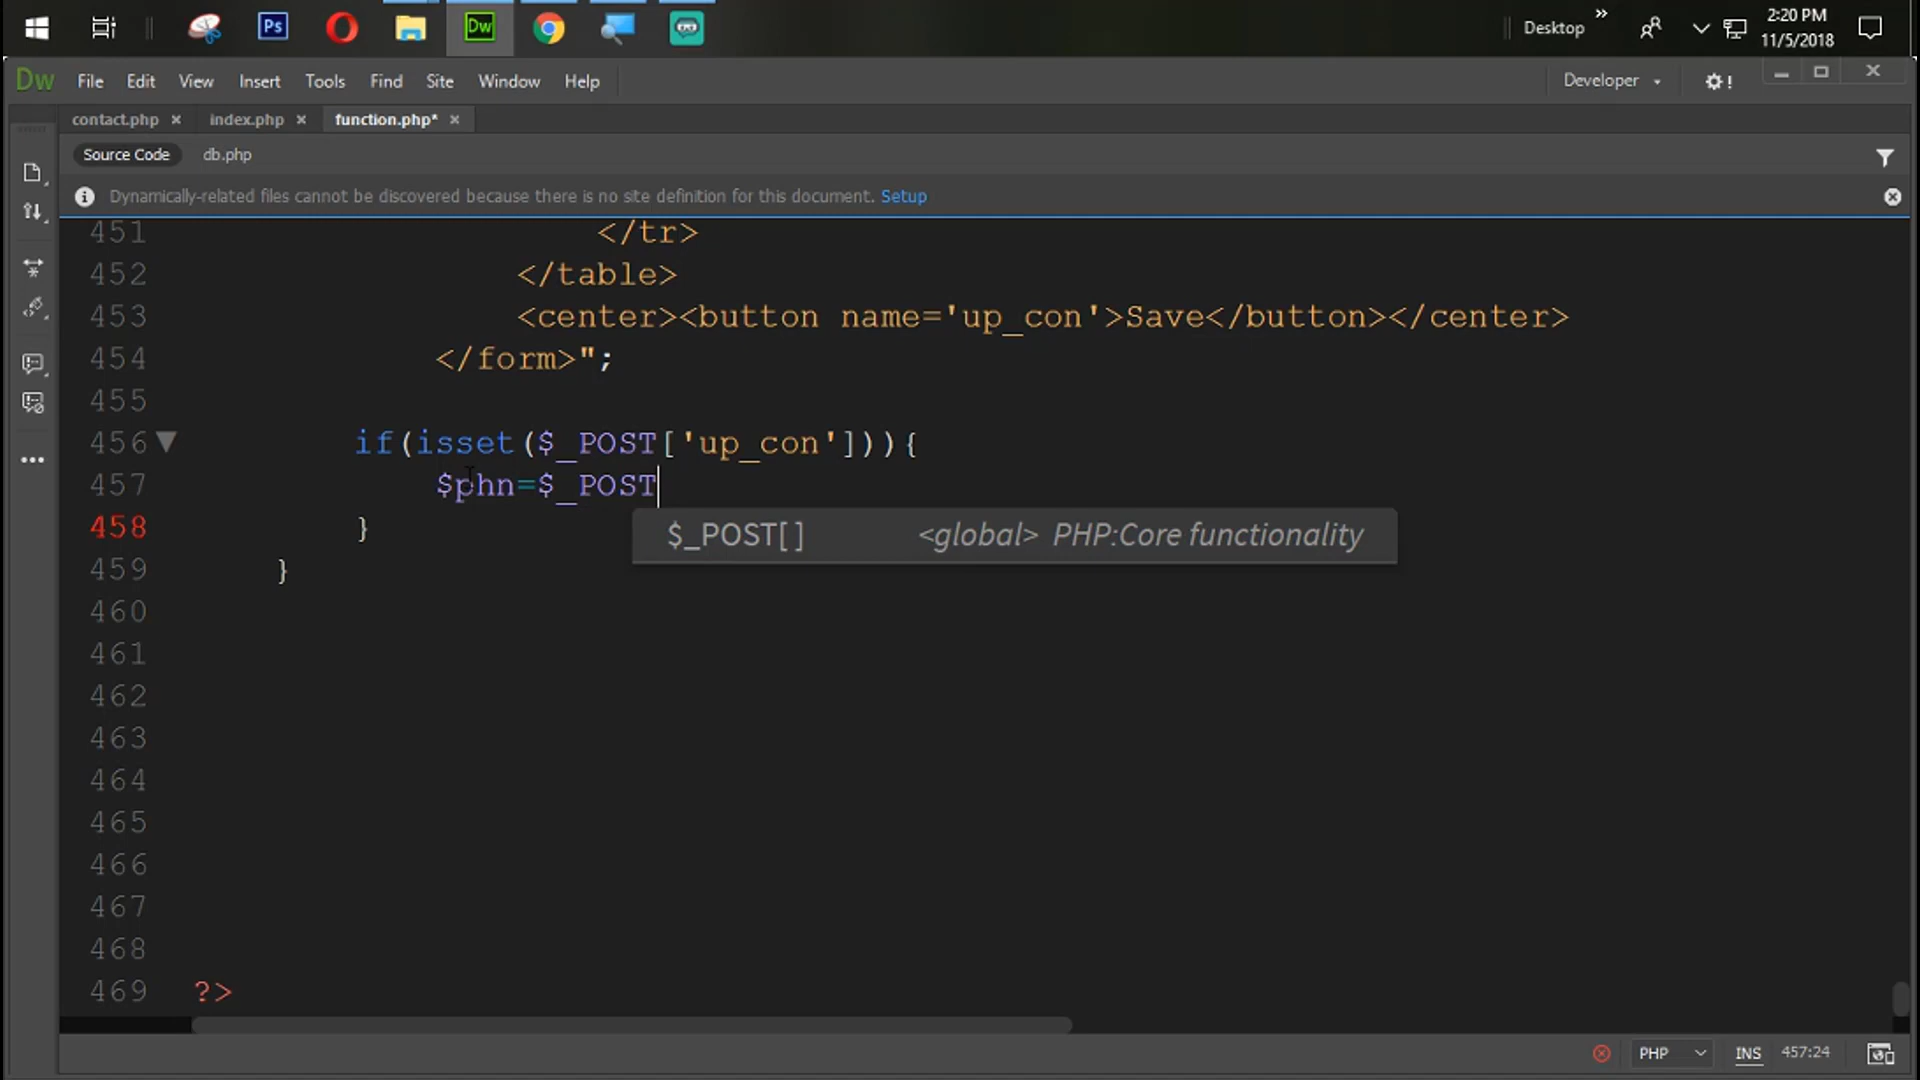 Ps
Dw
Desktop
»
2:20 PM
11/5/2018
Dw File Edit View Insert Tools Find Site Window Help
Developer
!
contact.php × index.php × function.php* ×
Source Code db.php
Dynamically-related files cannot be discovered because there is no site definition for this document. Setup
451 </tr>
452 </table>
453 <center><button name='up_con'>Save</button></center>
454 </form>";
455
456 if(isset($_POST['up_con'])){
457 $phn=$_POST
$_POST[] <global> PHP:Core functionality
458 }
459 }
460
461
462
463
464
465
466
467
468
469 ?>
PHP INS 457:24